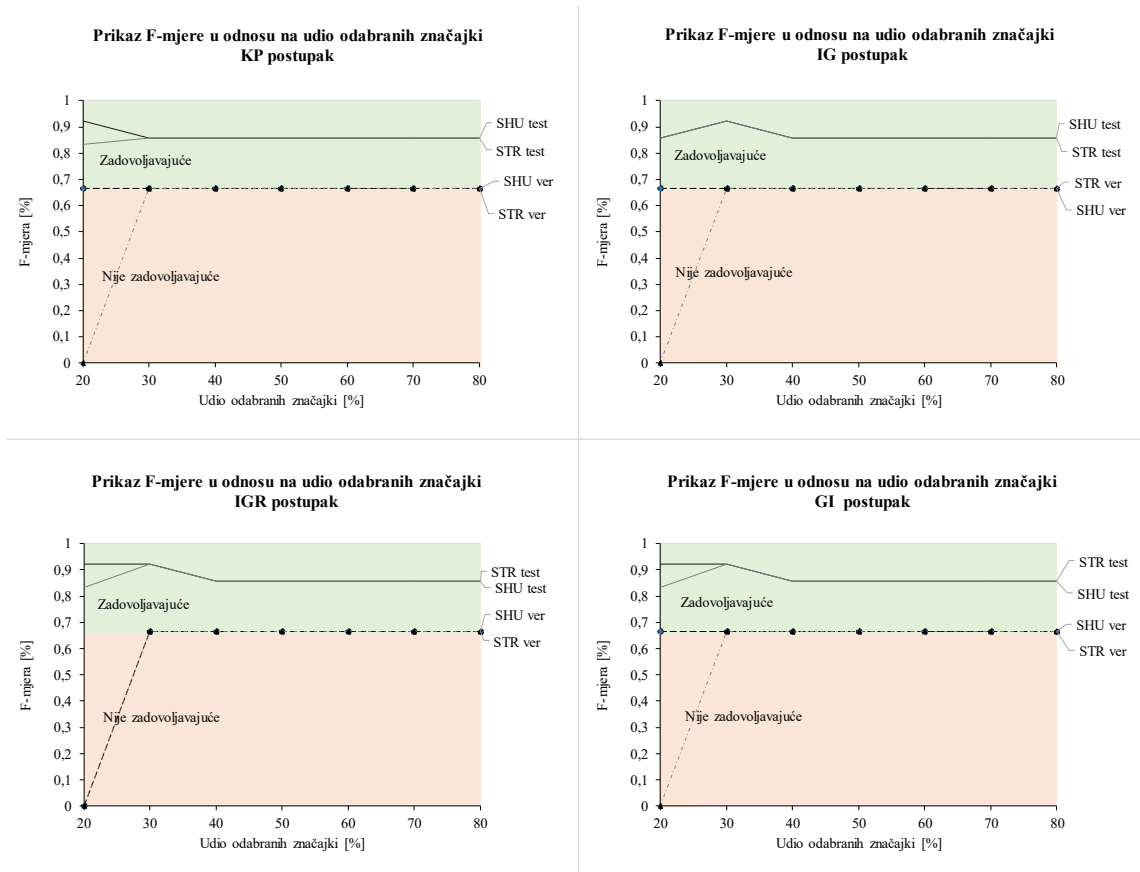 Prikaz F-mjere u odnosu na udio odabranih značajki
KP postupak
1
0,9
0,8
0,7
0,6
0,5
0,4
0,3
0,2
0,1
0
F-mjera [%]
Zadovoljavajuće
Nije zadovoljavajuće
SHU test
STR test
SHU ver
STR ver
20 30 40 50 60 70 80
Udio odabranih značajki [%]
Prikaz F-mjere u odnosu na udio odabranih značajki
IG postupak
1
0,9
0,8
0,7
0,6
0,5
0,4
0,3
0,2
0,1
0
F-mjera [%]
Zadovoljavajuće
Nije zadovoljavajuće
SHU test
STR test
STR ver
SHU ver
20 30 40 50 60 70 80
Udio odabranih značajki [%]
Prikaz F-mjere u odnosu na udio odabranih značajki
IGR postupak
1
0,9
0,8
0,7
0,6
0,5
0,4
0,3
0,2
0,1
0
F-mjera [%]
Zadovoljavajuće
Nije zadovoljavajuće
STR test
SHU test
SHU ver
STR ver
20 30 40 50 60 70 80
Udio odabranih značajki [%]
Prikaz F-mjere u odnosu na udio odabranih značajki
GI postupak
1
0,9
0,8
0,7
0,6
0,5
0,4
0,3
0,2
0,1
0
F-mjera [%]
Zadovoljavajuće
Nije zadovoljavajuće
STR test
SHU test
SHU ver
STR ver
20 30 40 50 60 70 80
Udio odabranih značajki [%]